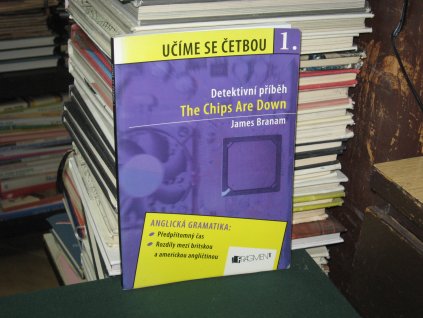 UČÍME SE ČETBOU 1.
Detektivní příběh
The Chips Are Down
James Branam
ANGLICKÁ GRAMATIKA:
Předpřítomný čas
Rozdíly mezi britskou
a americkou angličtinou
FRAGMENT